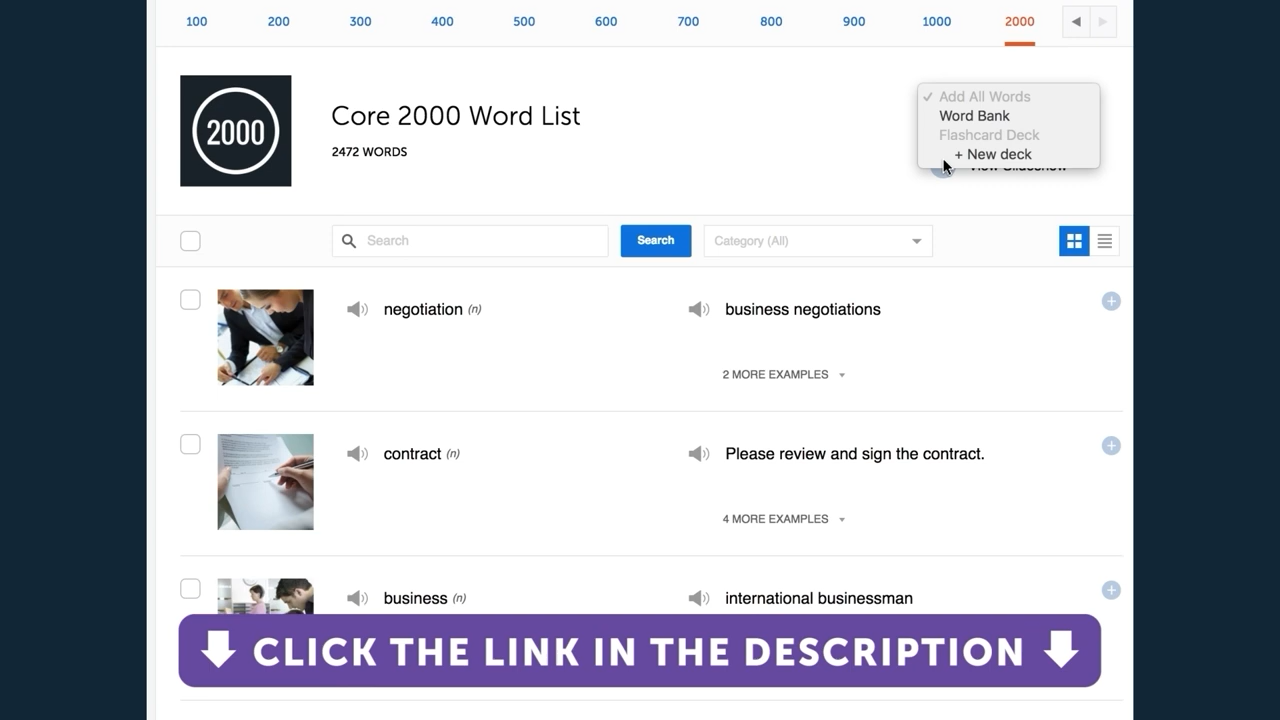 100 200 300 400 500 600 700 800 900 1000 2000
2000
Core 2000 Word List
2472 WORDS
Add All Words
Word Bank
Flashcard Deck
+ New deck
View Slideshow
Search
Search
Category (All)
negotiation (n)
business negotiations
2 MORE EXAMPLES
contract (n)
Please review and sign the contract.
4 MORE EXAMPLES
business (n)
international businessman
CLICK THE LINK IN THE DESCRIPTION